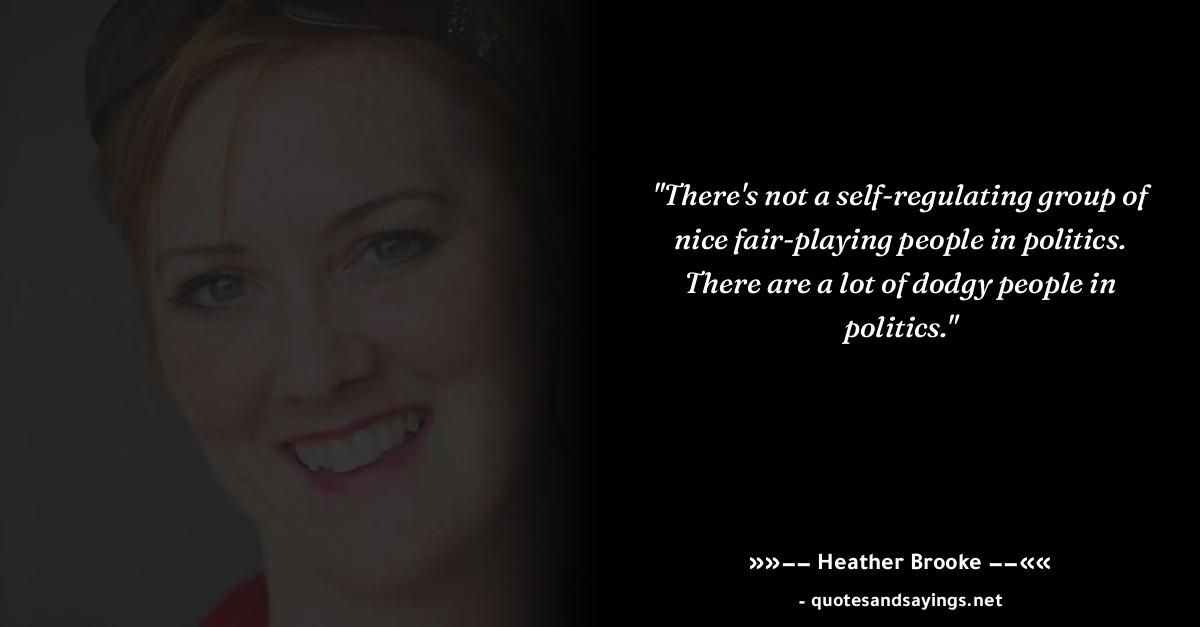 "There's not a self-regulating group of
nice fair-playing people in politics.
There are a lot of dodgy people in
politics."
»»–– Heather Brooke ––««
- quotesandsayings.net